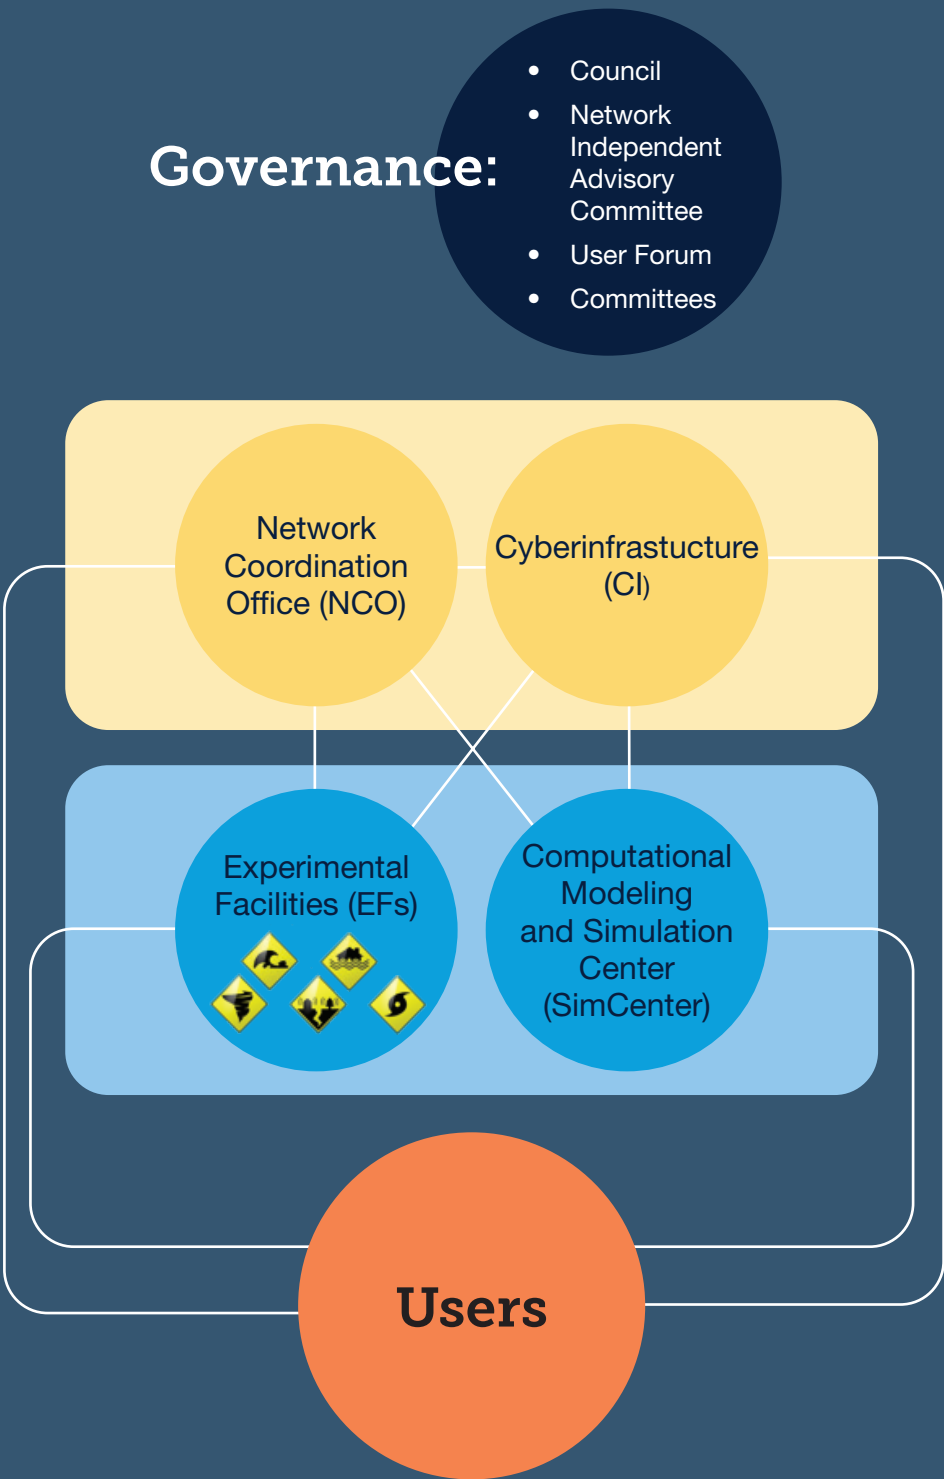 Governance:
• Council
• Network
Independent
Advisory
Committee
• User Forum
• Committees
Network
Coordination
Office (NCO)
Cyberinfrastucture
(CI)
Experimental
Facilities (EFs)
Computational
Modeling
and Simulation
Center
(SimCenter)
Users